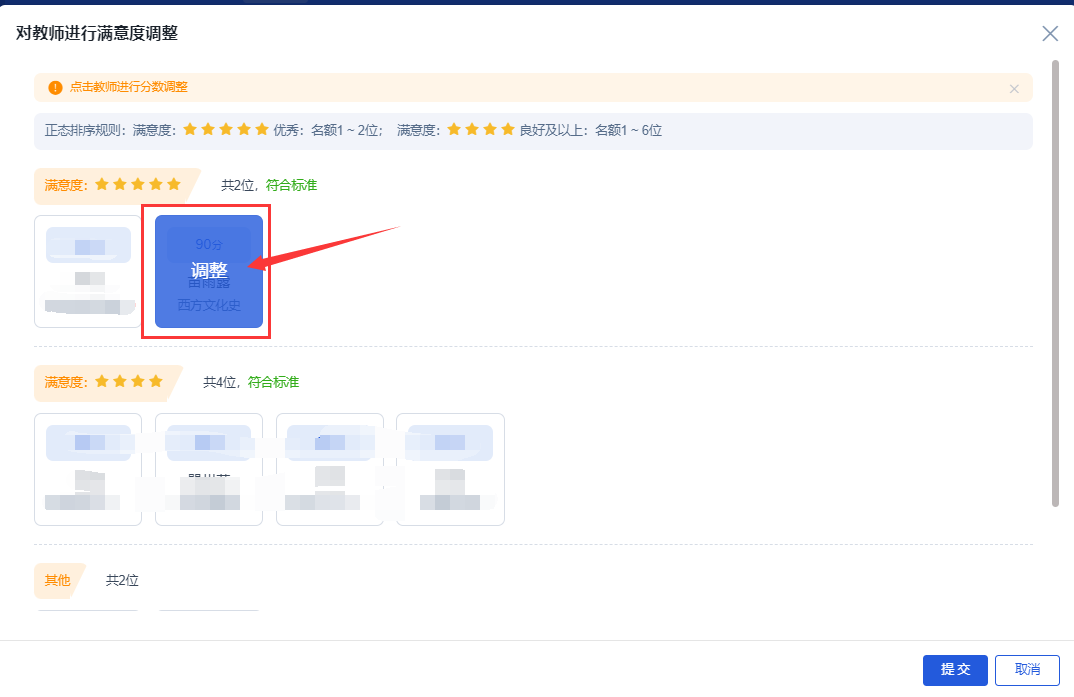 对教师进行满意度调整
点击教师进行分数调整
正态排序规则：满意度：优秀：名额1 ~ 2位； 满意度：良好及以上：名额1 ~ 6位
满意度： 共2位，符合标准
90分
调整
苗雨露
西方文化史
满意度： 共4位，符合标准
其他 共2位
提交 取消